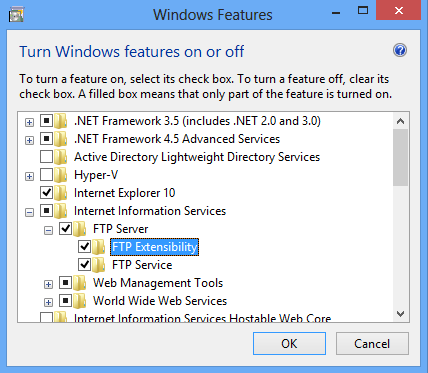 Windows Features
Turn Windows features on or off
To turn a feature on, select its check box. To turn a feature off, clear its
check box. A filled box means that only part of the feature is turned on.
.NET Framework 3.5 (includes .NET 2.0 and 3.0)
.NET Framework 4.5 Advanced Services
Active Directory Lightweight Directory Services
Hyper-V
Internet Explorer 10
Internet Information Services
FTP Server
FTP Extensibility
FTP Service
Web Management Tools
World Wide Web Services
Internet Information Services Hostable Web Core
OK
Cancel